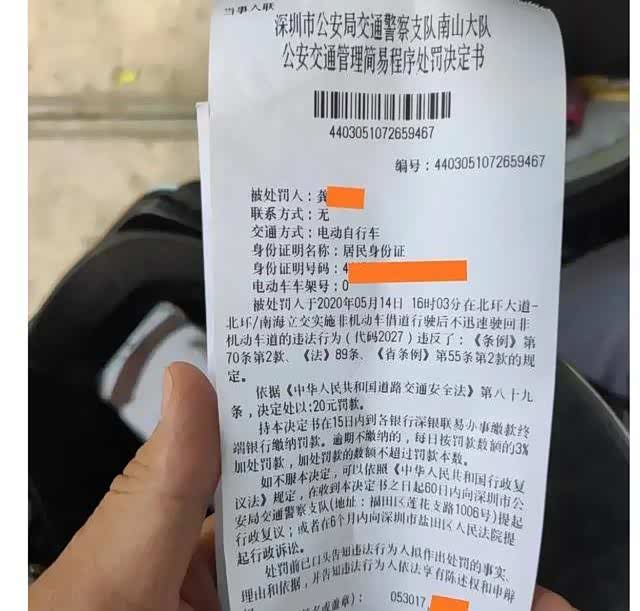 当事人联
深圳市公安局交通警察支队南山大队
公安交通管理简易程序处罚决定书
4403051072659467
编号:4403051072659467
被处罚人:龚
联系方式:无
交通方式:电动自行车
身份证明名称:居民身份证
身份证明号码:4
电动车车架号:0
被处罚人于2020年05月14日 16时03分在北环大道-
北环/南海立交实施非机动车借道行驶后不迅速驶回非
机动车道的违法行为(代码2027)违反了:《条例》第
70条第2款、《法》89条、《省条例》第55条第2款的规
定。
依据《中华人民共和国道路交通安全法》第八十九
条,决定处以:20元罚款。
持本决定书在15日内到各银行深银联易办事缴款终
端银行缴纳罚款。逾期不缴纳的,每日按罚款数额的3%
加处罚款,加处罚款的数额不超过罚款本数。
如不服本决定,可以依照《中华人民共和国行政复
议法》规定,在收到本决定书之日起60日内向深圳市公
安局交通警察支队(地址:福田区莲花支路1006号)提起
行政复议;或者在6个月内向深圳市盐田区人民法院提
起行政诉讼。
处罚前已口头告知违法行为人拟作出处罚的事实、
理由和依据,并告知违法行为人依法享有陈述权和申辩
名或盖章): 053017